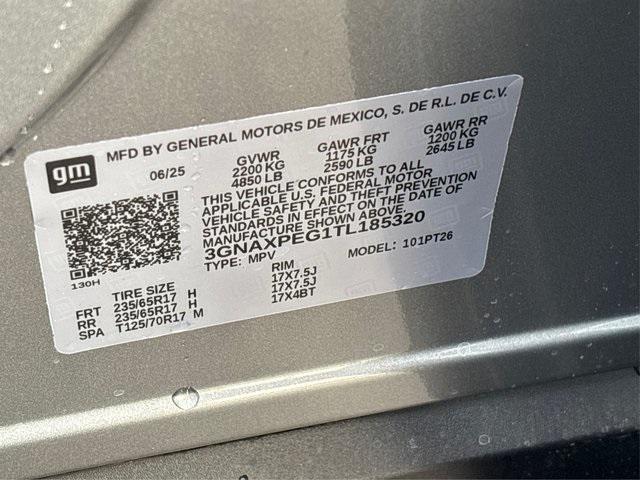 gm
MFD BY GENERAL MOTORS DE MEXICO, S. DE R.L. DE C.V.
06/25 GVWR GAWR FRT GAWR RR
2200 KG 1175 KG 1200 KG
4850 LB 2590 LB 2645 LB
THIS VEHICLE CONFORMS TO ALL
APPLICABLE U.S. FEDERAL MOTOR
VEHICLE SAFETY AND THEFT PREVENTION
STANDARDS IN EFFECT ON THE DATE OF
MANUFACTURE SHOWN ABOVE.
3GNAXPEG1TL185320
TYPE: MPV MODEL: 101PT26
130H
TIRE SIZE RIM
FRT 235/65R17 H 17X7.5J
RR 235/65R17 H 17X7.5J
SPA T125/70R17 M 17X4BT